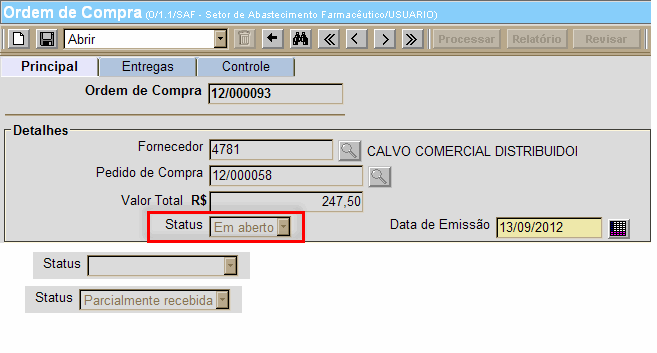 Ordem de Compra (0/1.1/SAF - Setor de Abastecimento Farmacêutico/USUARIO)
Abrir Processar Relatório Revisar
Principal Entregas Controle
Ordem de Compra 12/000093
Detalhes
Fornecedor 4781 CALVO COMERCIAL DISTRIBUIDOI
Pedido de Compra 12/000058
Valor Total R$ 247,50
Status Em aberto Data de Emissão 13/09/2012
Status
Status Parcialmente recebida